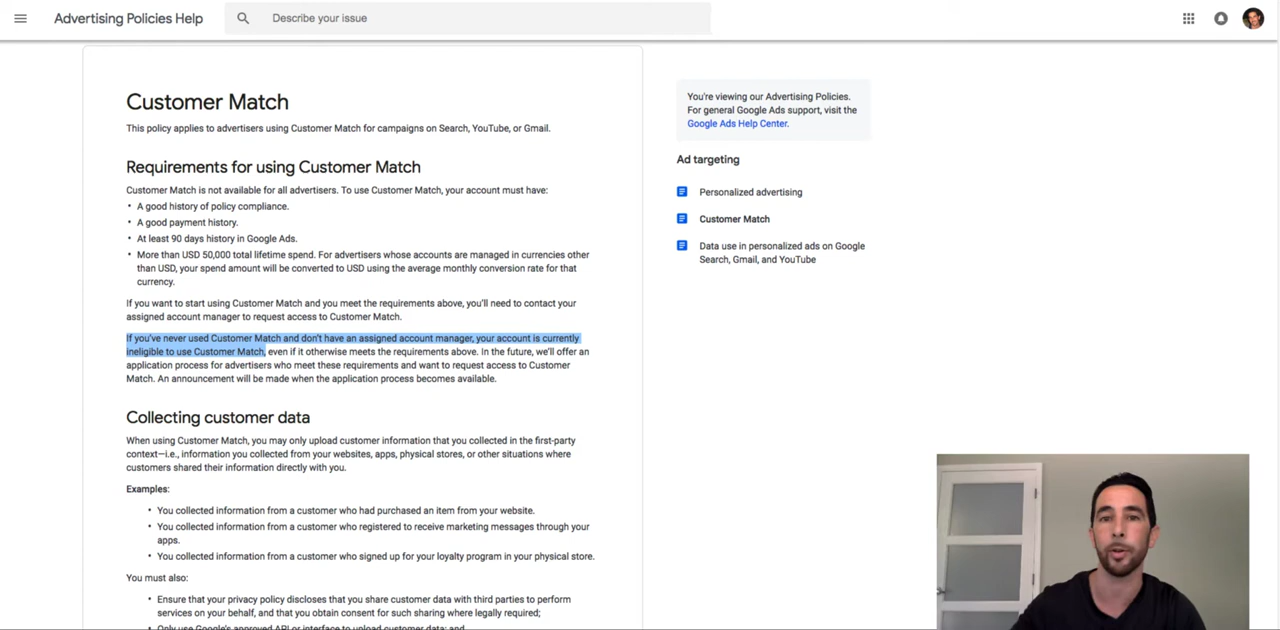 Advertising Policies Help
Describe your issue
Customer Match
This policy applies to advertisers using Customer Match for campaigns on Search, YouTube, or Gmail.
Requirements for using Customer Match
Customer Match is not available for all advertisers. To use Customer Match, your account must have:
• A good history of policy compliance.
• A good payment history.
• At least 90 days history in Google Ads.
• More than USD 50,000 total lifetime spend. For advertisers whose accounts are managed in currencies other
than USD, your spend amount will be converted to USD using the average monthly conversion rate for that
currency.
If you want to start using Customer Match and you meet the requirements above, you'll need to contact your
assigned account manager to request access to Customer Match.
If you've never used Customer Match and don't have an assigned account manager, your account is currently
ineligible to use Customer Match, even if it otherwise meets the requirements above. In the future, we'll offer an
application process for advertisers who meet these requirements and want to request access to Customer
Match. An announcement will be made when the application process becomes available.
Collecting customer data
When using Customer Match, you may only upload customer information that you collected in the first-party
context—i.e., information you collected from your websites, apps, physical stores, or other situations where
customers shared their information directly with you.
Examples:
• You collected information from a customer who had purchased an item from your website.
• You collected information from a customer who registered to receive marketing messages through your
apps.
• You collected information from a customer who signed up for your loyalty program in your physical store.
You must also:
• Ensure that your privacy policy discloses that you share customer data with third parties to perform
services on your behalf, and that you obtain consent for such sharing where legally required;
• Only use Google's approved API or interface to upload customer data; and
You're viewing our Advertising Policies.
For general Google Ads support, visit the
Google Ads Help Center.
Ad targeting
Personalized advertising
Customer Match
Data use in personalized ads on Google
Search, Gmail, and YouTube